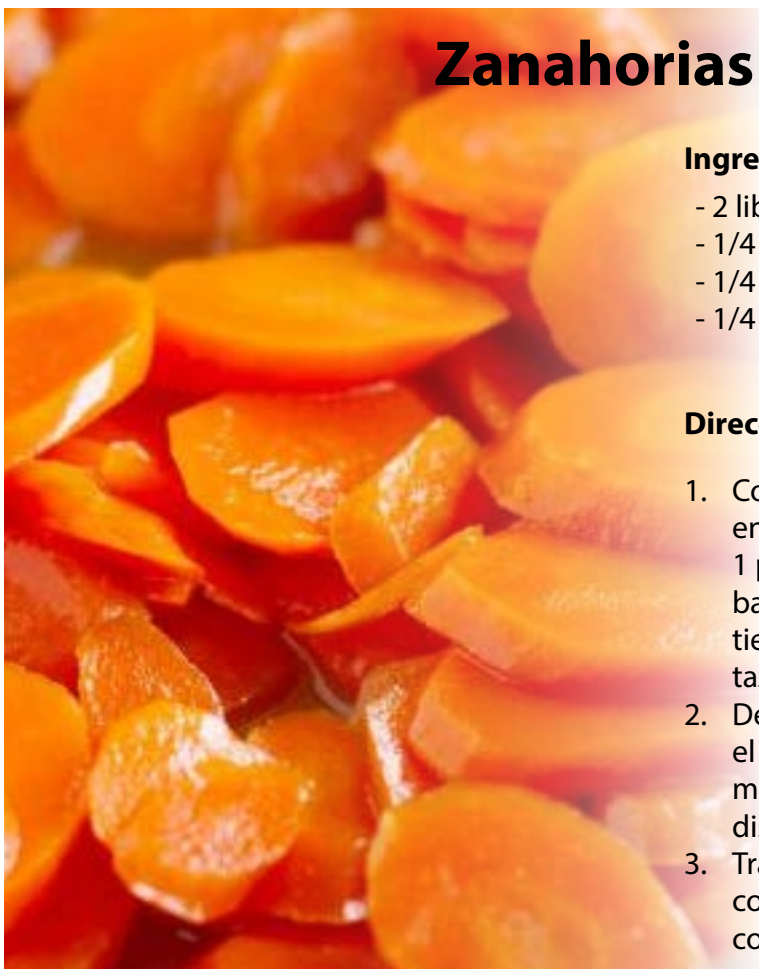 Zanahorias
Ingre
- 2 lib
- 1/4
- 1/4
- 1/4
Direc
1. Co
en
1 p
ba
tie
ta
2. De
el
m
di
3. Tra
co
co